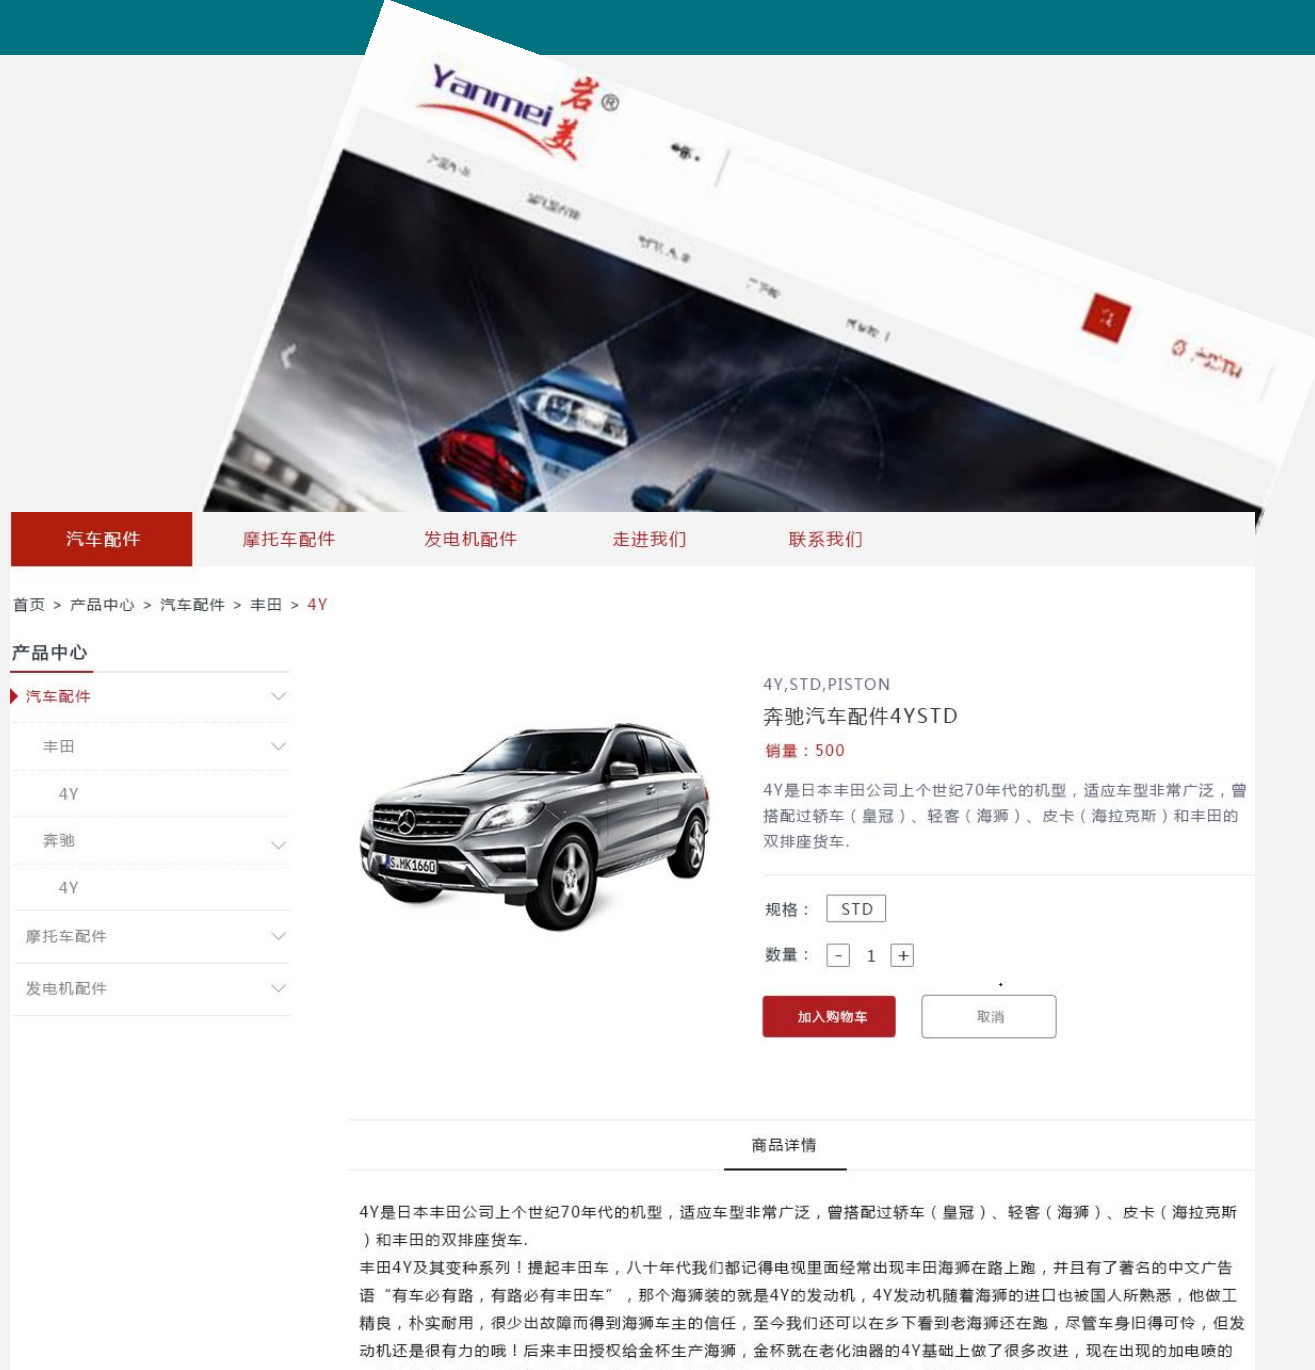 Yanmei 岩美®
汽车配件 摩托车配件 发电机配件 走进我们 联系我们
首页 > 产品中心 > 汽车配件 > 丰田 > 4Y
产品中心
汽车配件
丰田
4Y
奔驰
4Y
摩托车配件
发电机配件
S.MK1660
4Y,STD,PISTON
奔驰汽车配件4YSTD
销量：500
4Y是日本丰田公司上个世纪70年代的机型，适应车型非常广泛，曾
搭配过轿车（皇冠）、轻客（海狮）、皮卡（海拉克斯）和丰田的
双排座货车.
规格： STD
数量： - 1 +
加入购物车 取消
商品详情
4Y是日本丰田公司上个世纪70年代的机型，适应车型非常广泛，曾搭配过轿车（皇冠）、轻客（海狮）、皮卡（海拉克斯
）和丰田的双排座货车.
丰田4Y及其变种系列！提起丰田车，八十年代我们都记得电视里面经常出现丰田海狮在路上跑，并且有了著名的中文广告
语“有车必有路，有路必有丰田车”，那个海狮装的就是4Y的发动机，4Y发动机随着海狮的进口也被国人所熟悉，他做工
精良，朴实耐用，很少出故障而得到海狮车主的信任，至今我们还可以在乡下看到老海狮还在跑，尽管车身旧得可怜，但发
动机还是很有力的哦！后来丰田授权给金杯生产海狮，金杯就在老化油器的4Y基础上做了很多改进，现在出现的加电喷的